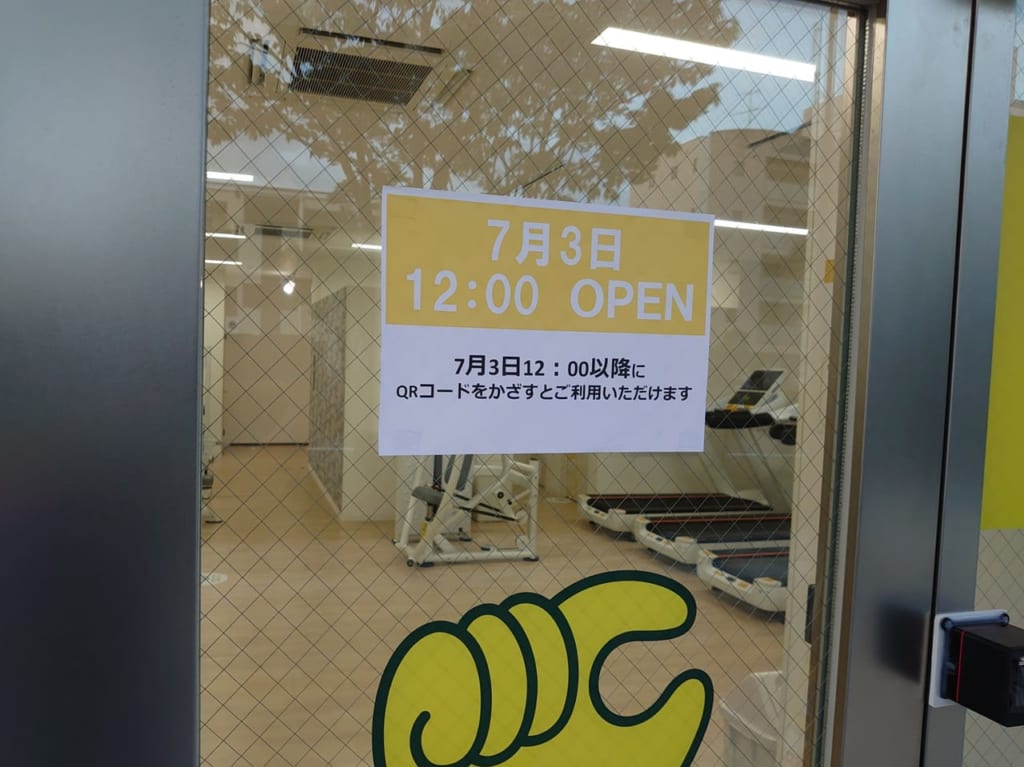 7月3日
12:00 OPEN
7月3日12：00以降に
QRコードをかざすとご利用いただけます